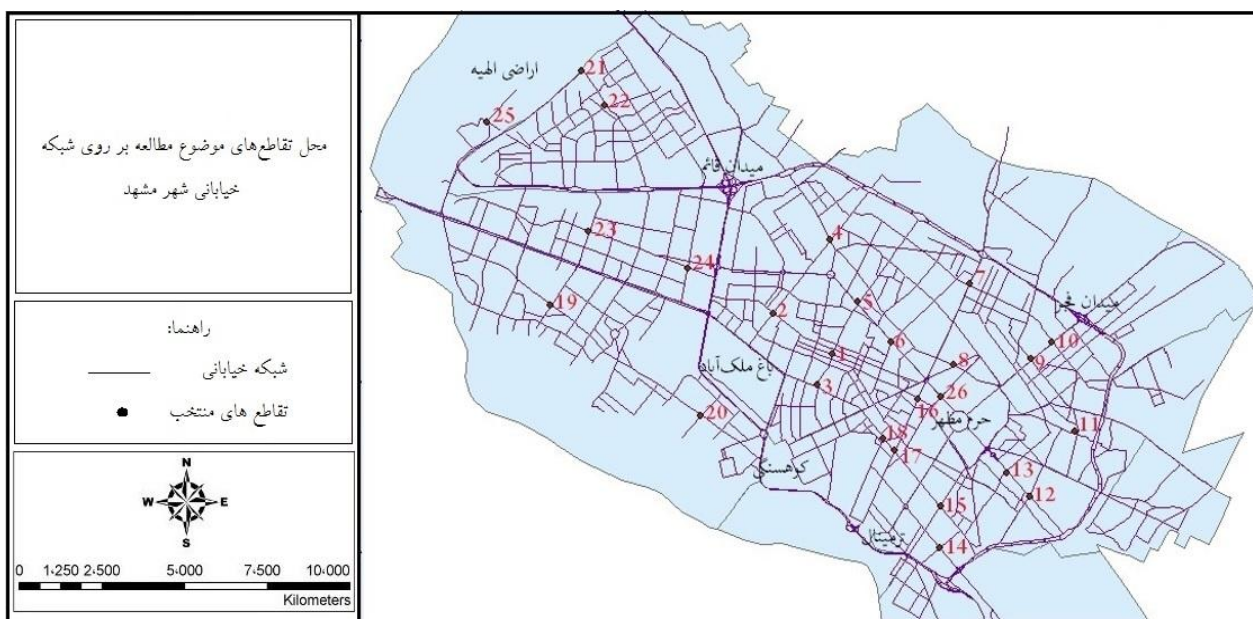 محل تقاطع‌های موضوع مطالعه بر روی شبکه
خیابانی شهر مشهد
راهنما:
شبکه خیابانی
تقاطع های منتخب
N
W E
S
0 1،250 2،500 5،000 7،500 10،000
Kilometers
اراضی الهیه
21
22
25
میدان قائم
23
4
24
7
19
2
5
میدان فجر
6
10
1
9
8
باغ ملک‌آباد
3
26
16
20
حرم مطهر
11
18
17
کوهسنگی
13
12
15
ترمینال
14